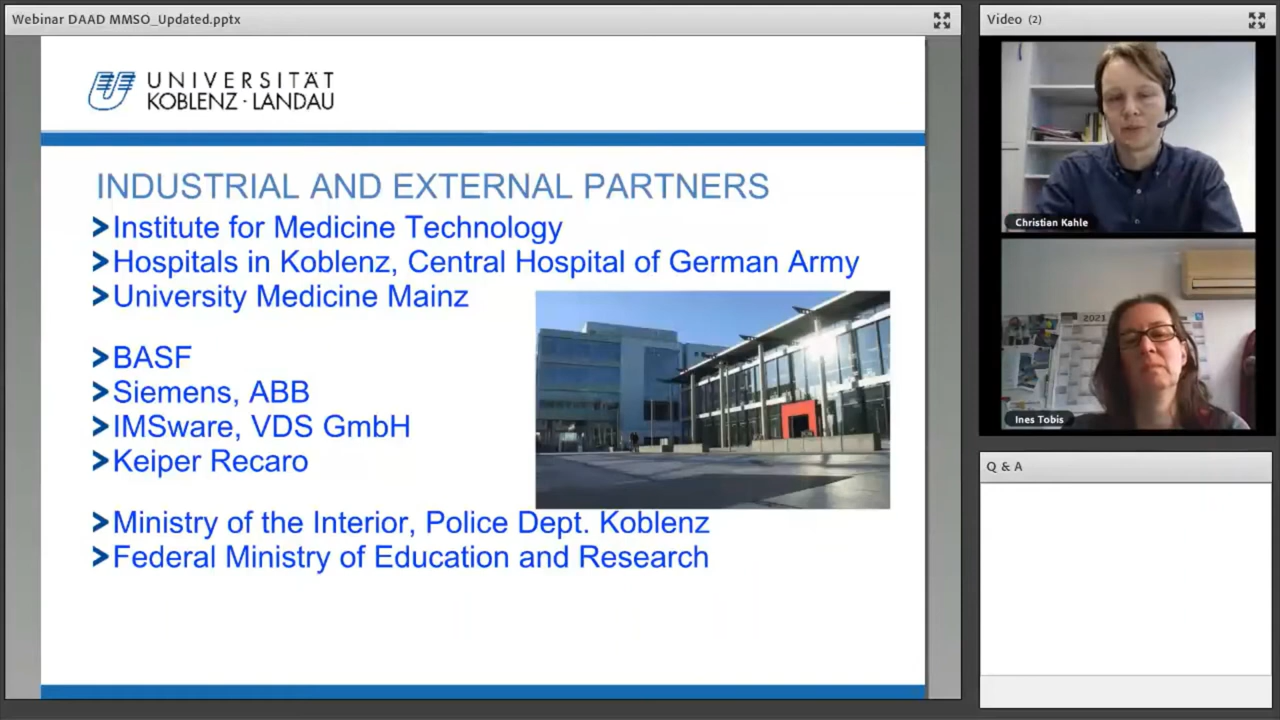 Webinar DAAD MMSO_Updated.pptx
UNIVERSITÄT
KOBLENZ · LANDAU
INDUSTRIAL AND EXTERNAL PARTNERS
Institute for Medicine Technology
Hospitals in Koblenz, Central Hospital of German Army
University Medicine Mainz
BASF
Siemens, ABB
IMSware, VDS GmbH
Keiper Recaro
Ministry of the Interior, Police Dept. Koblenz
Federal Ministry of Education and Research
Video (2)
Christian Kahle
2021
Ines Tobis
Q & A